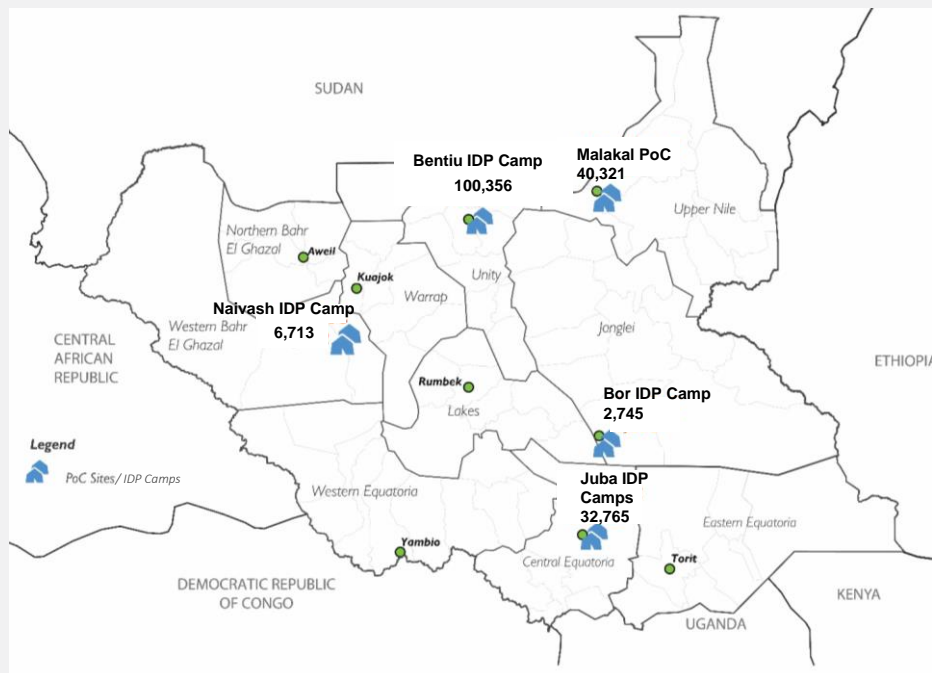 SUDAN
Bentiu IDP Camp
100,356
Malakal PoC
40,321
Upper Nile
Northern Bahr
El Ghazal
Aweil
Kuajok
Unity
Warrap
Naivash IDP Camp
6,713
Western Bahr
El Ghazal
Jonglei
CENTRAL
AFRICAN
REPUBLIC
ETHIOPIA
Rumbek
Lakes
Bor IDP Camp
2,745
Legend
PoC Sites/ IDP Camps
Juba IDP
Camps
32,765
Western Equatoria
Eastern Equatoria
Yambio
Central Equatoria
Torit
DEMOCRATIC REPUBLIC
OF CONGO
KENYA
UGANDA